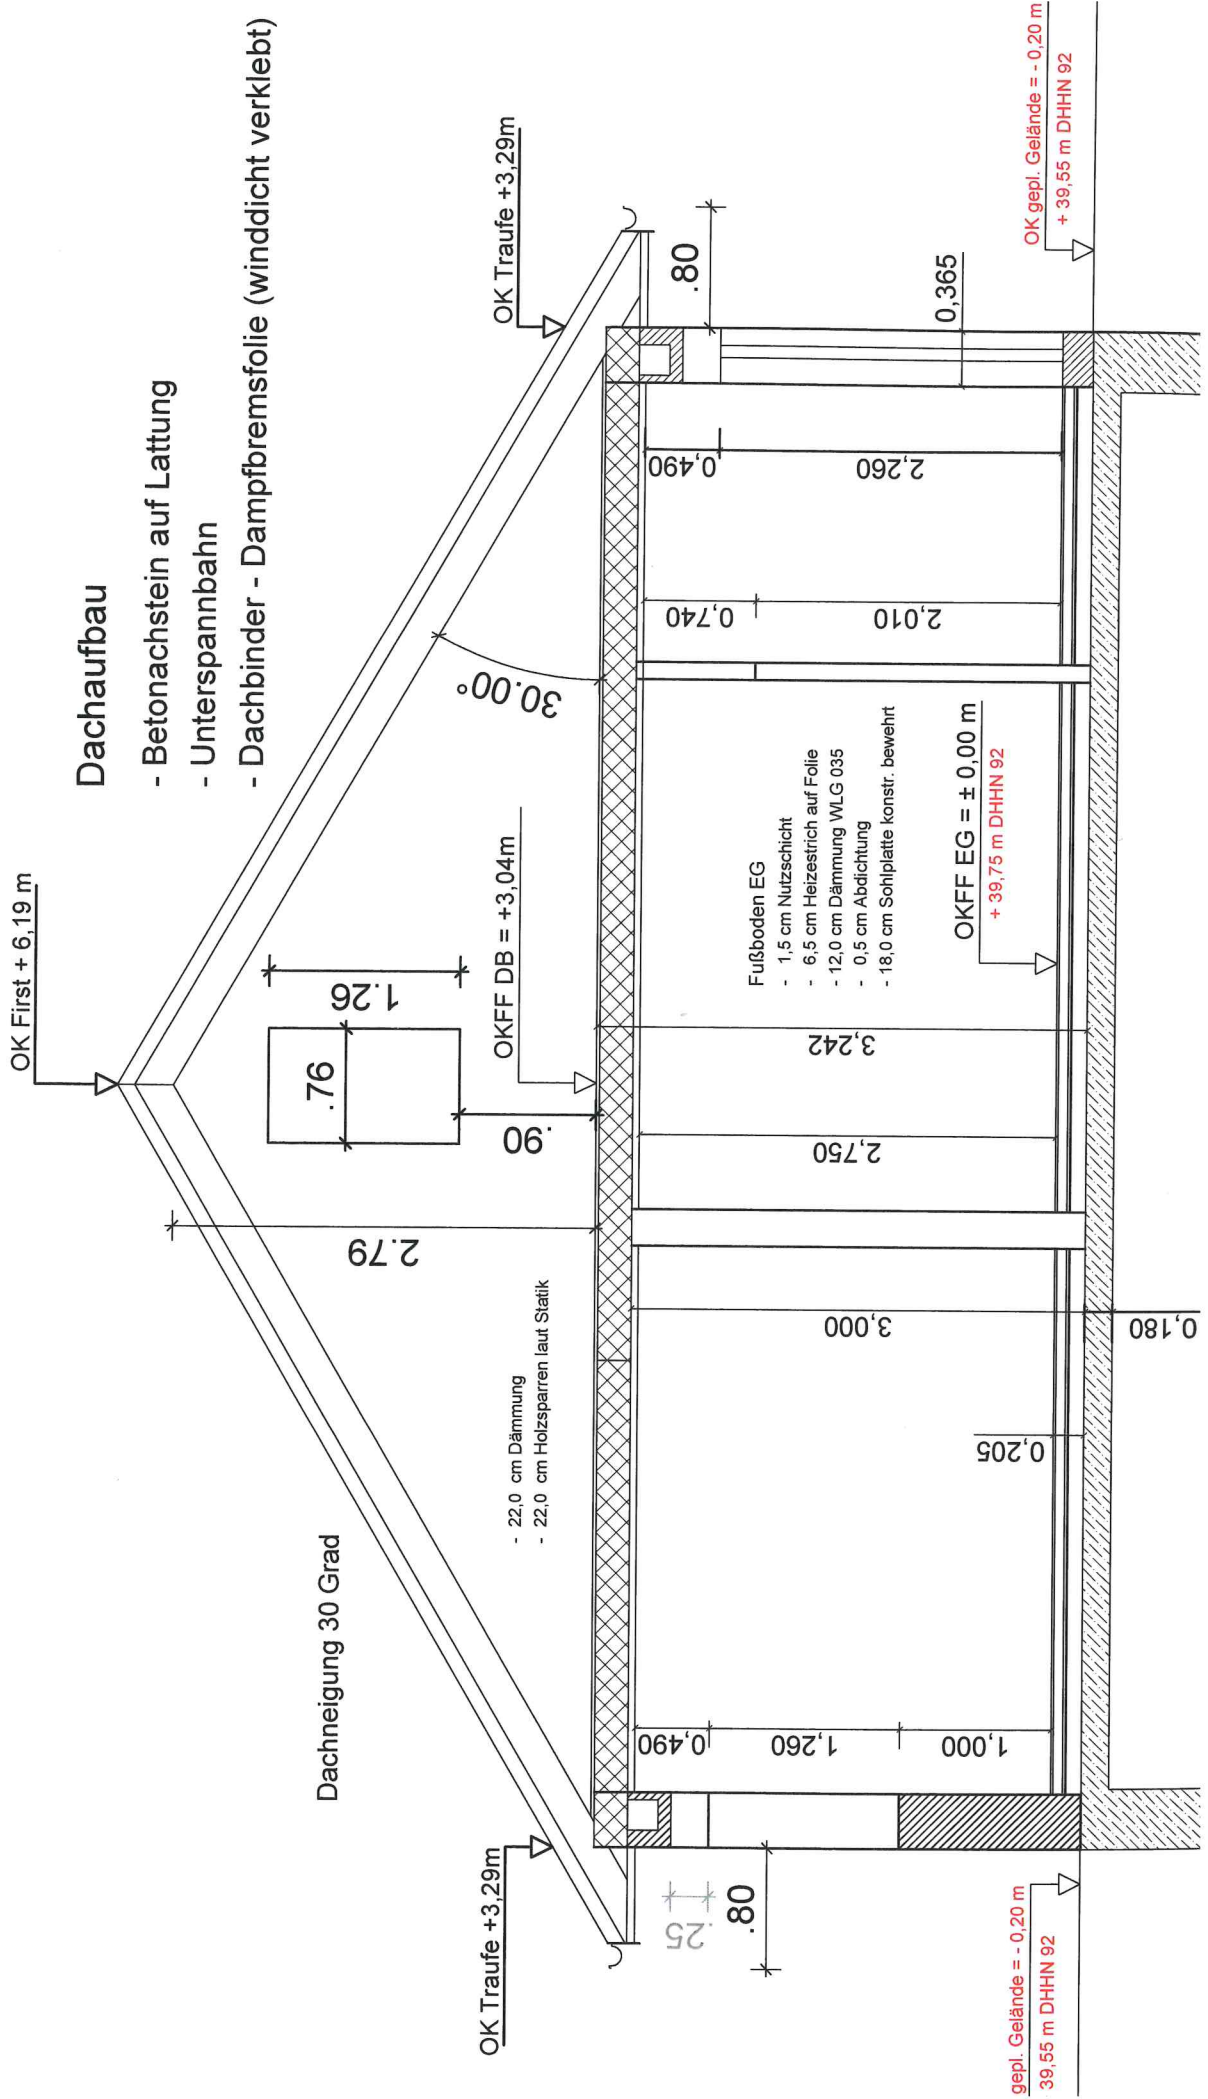 OK First + 6,19 m
Dachaufbau
- Betonachstein auf Lattung
- Unterspannbahn
- Dachbinder - Dampfbremsfolie (winddicht verklebt)
Dachneigung 30 Grad
2.79
.76
1.26
.90
30.00°
OK Traufe +3,29m
- 22,0 cm Dämmung
- 22,0 cm Holzsparren laut Statik
OKFF DB = +3,04m
OK Traufe +3,29m
.25
.80
.80
0,490
1,260
1,000
3,000
0,205
0,180
2,750
3,242
Fußboden EG
- 1,5 cm Nutzschicht
- 6,5 cm Heizestrich auf Folie
- 12,0 cm Dämmung WLG 035
- 0,5 cm Abdichtung
- 18,0 cm Sohlplatte konstr. bewehrt
OKFF EG = ± 0,00 m
+ 39,75 m DHHN 92
0,740
2,010
0,490
2,260
0,365
gepl. Gelände = - 0,20 m
39,55 m DHHN 92
OK gepl. Gelände = - 0,20 m
+ 39,55 m DHHN 92